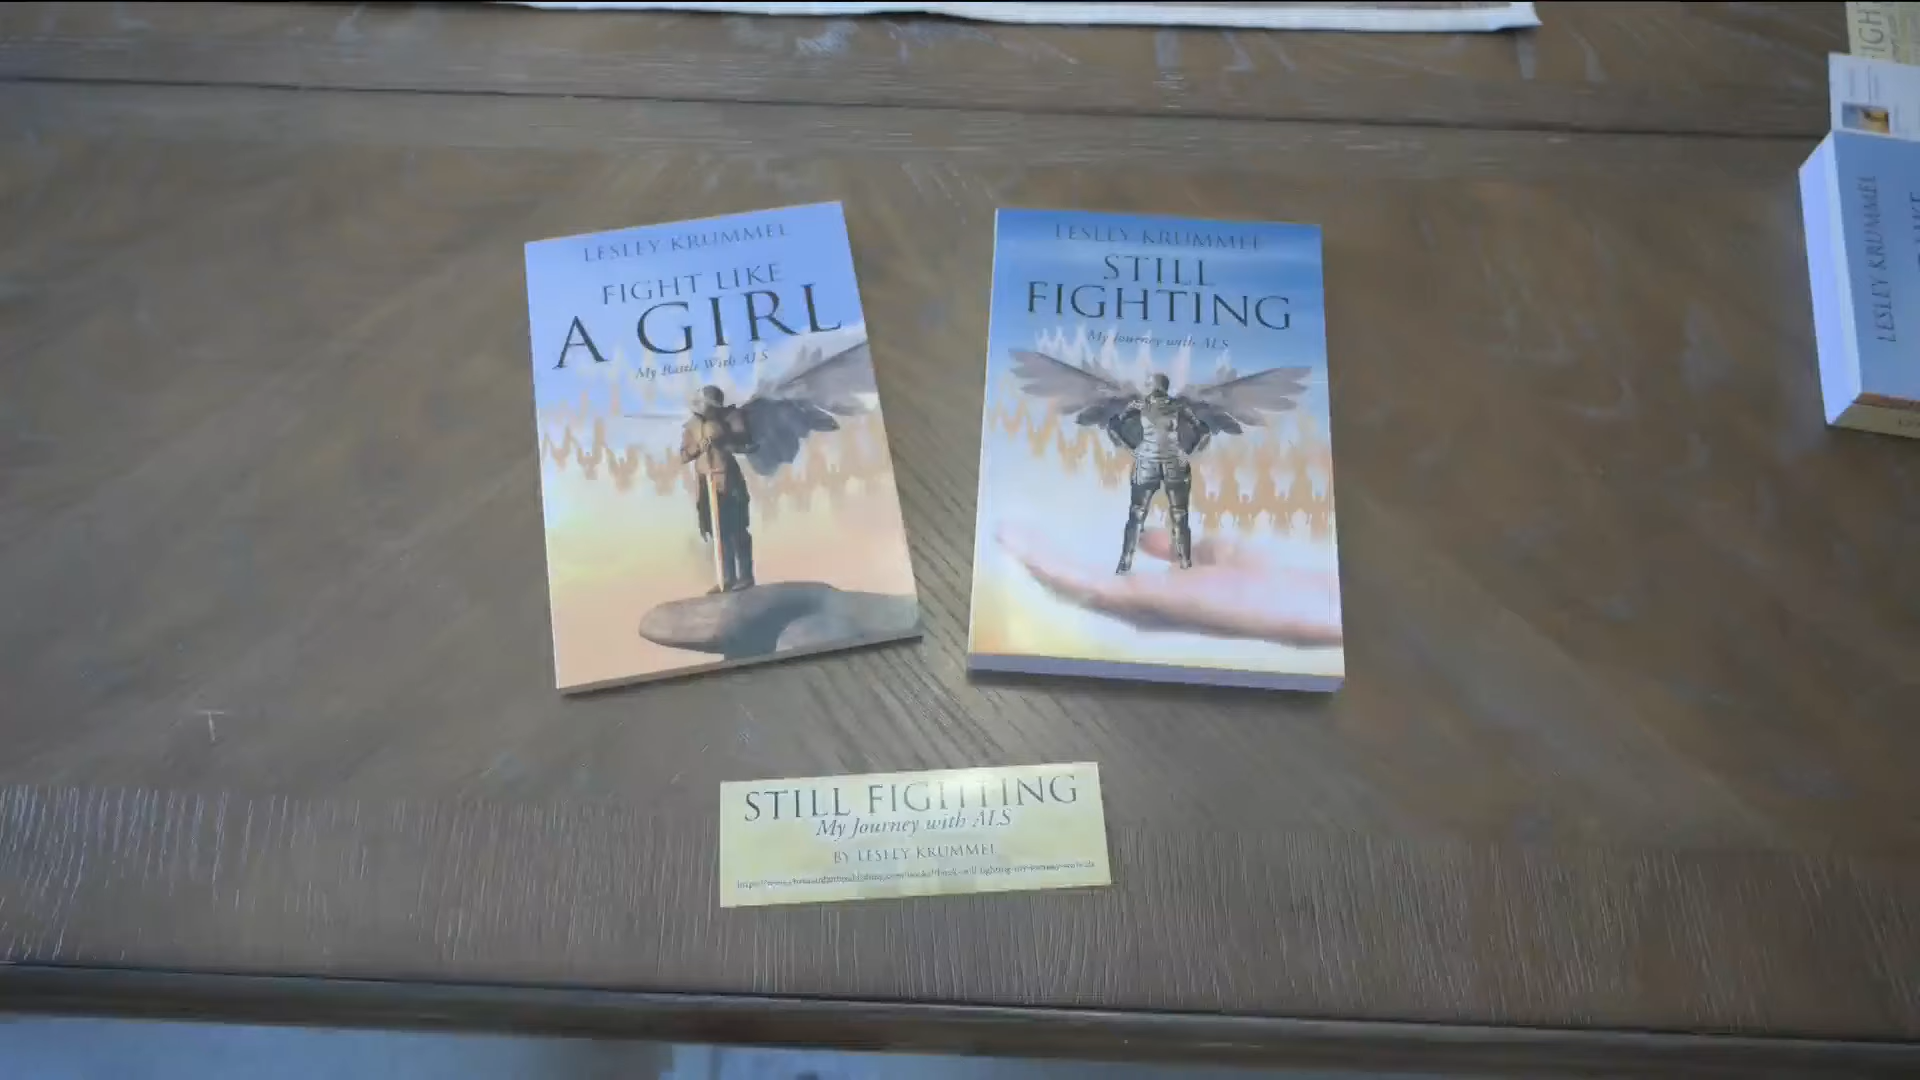 LESLEY KRUMMEL
FIGHT LIKE
A GIRL
My Battle With ALS
LESLEY KRUMMEL
STILL
FIGHTING
My Journey with ALS
STILL FIGHTING
My Journey with ALS
BY LESLEY KRUMMEL
LESLEY KRUMMEL